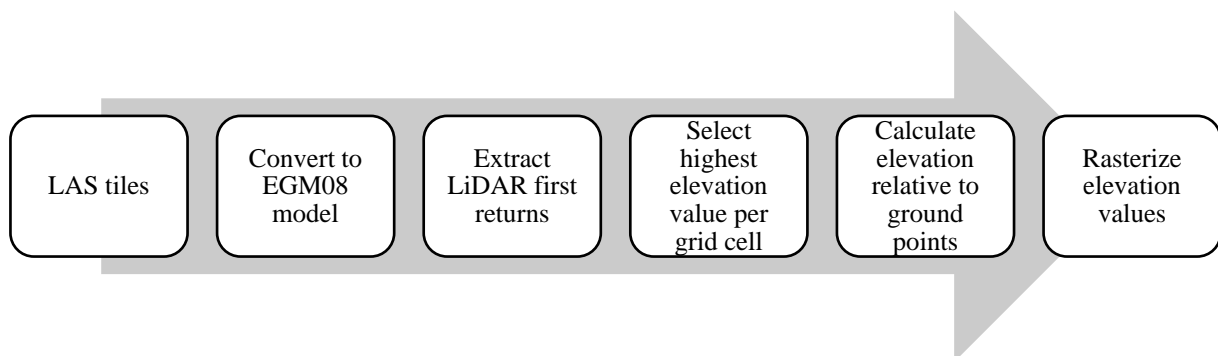 LAS tiles
Convert to
EGM08
model
Extract
LiDAR first
returns
Select
highest
elevation
value per
grid cell
Calculate
elevation
relative to
ground
points
Rasterize
elevation
values